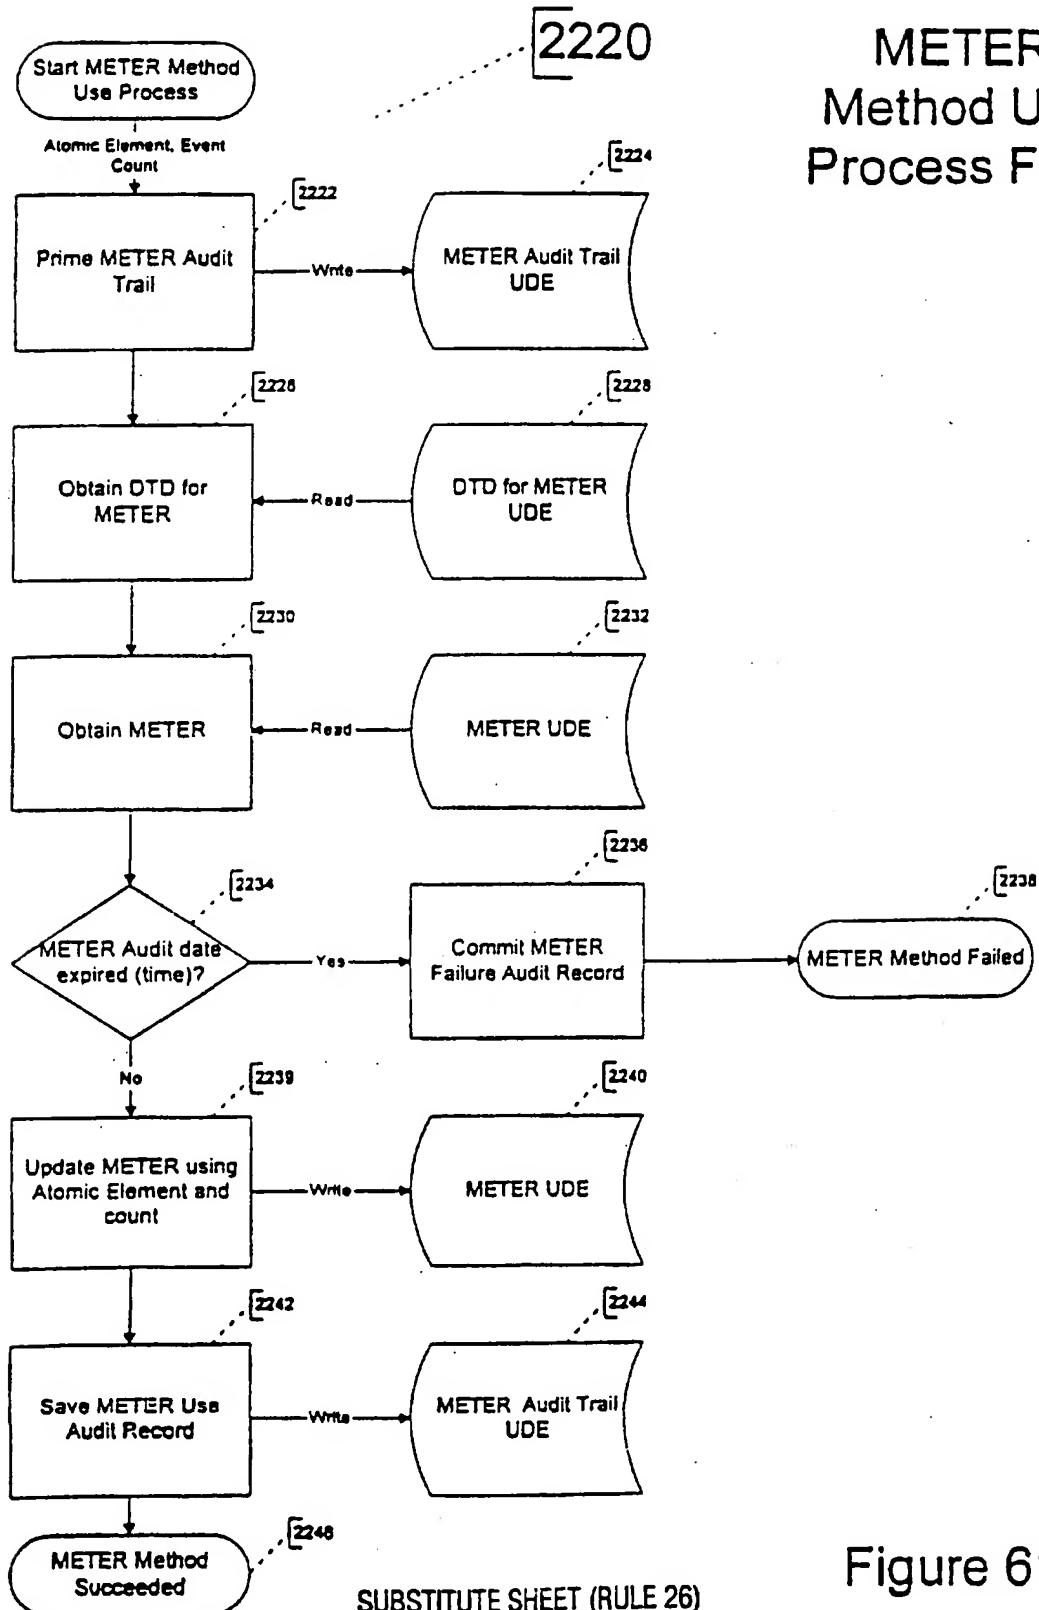 2220
METER
Method U
Process F
Start METER Method
Use Process
Atomic Element, Event
Count
2222
2224
Prime METER Audit
Trail
Write
METER Audit Trail
UDE
2226
2228
Obtain DTD for
METER
Read
DTD for METER
UDE
2230
2232
Obtain METER
Read
METER UDE
2234
2236
2238
METER Audit date
expired (time)?
Yes
Commit METER
Failure Audit Record
METER Method Failed
No
2239
2240
Update METER using
Atomic Element and
count
Write
METER UDE
2242
2244
Save METER Use
Audit Record
Write
METER Audit Trail
UDE
2246
METER Method
Succeeded
SUBSTITUTE SHEET (RULE 26)
Figure 6